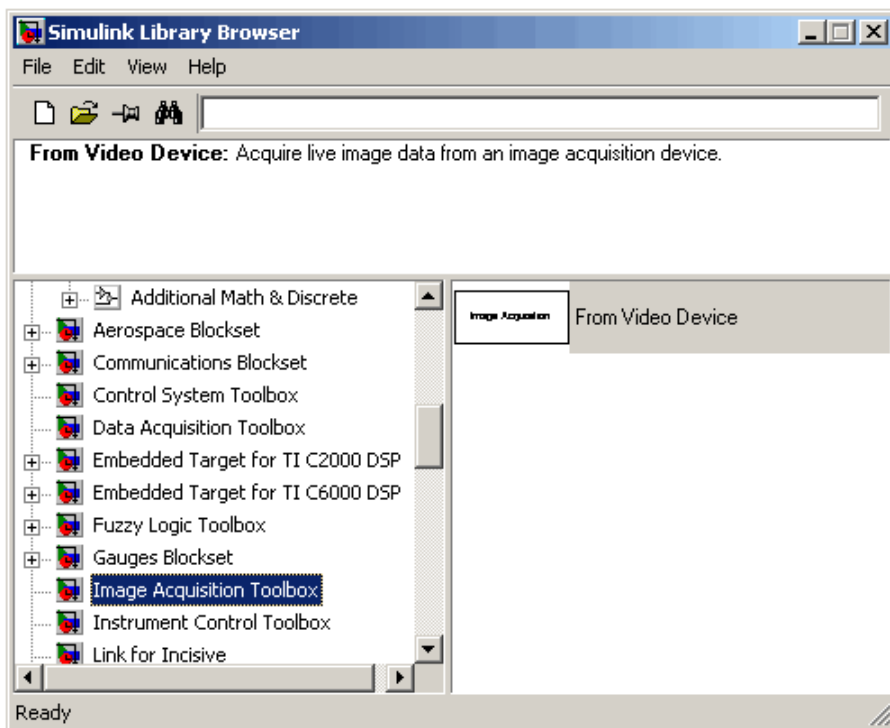 Simulink Library Browser
File Edit View Help
From Video Device: Acquire live image data from an image acquisition device.
Additional Math & Discrete
Aerospace Blockset
Communications Blockset
Control System Toolbox
Data Acquisition Toolbox
Embedded Target for TI C2000 DSP
Embedded Target for TI C6000 DSP
Fuzzy Logic Toolbox
Gauges Blockset
Image Acquisition Toolbox
Instrument Control Toolbox
Link for Incisive
Image Acquisition
From Video Device
Ready